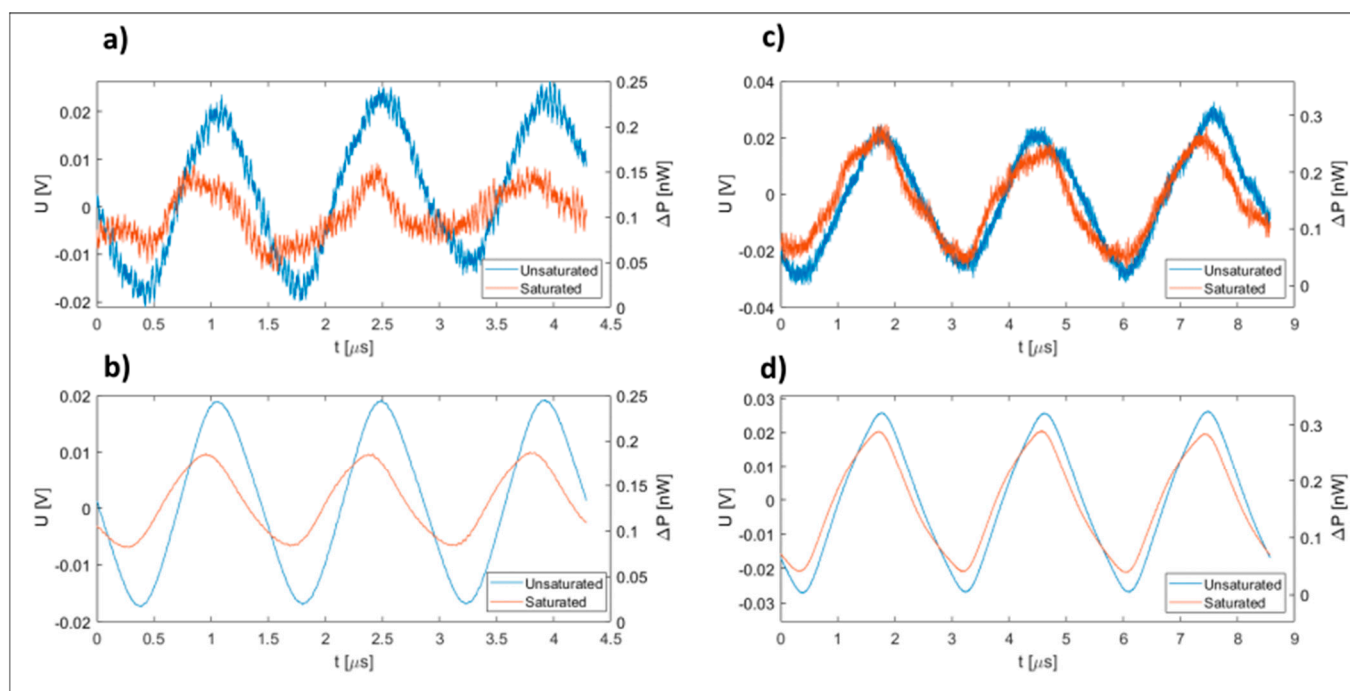 a)
0.02
0.01
0
-0.01
-0.02
U [V]
0.25
0.2
0.15
0.1
0.05
0
ΔP [nW]
Unsaturated
Saturated
0 0.5 1 1.5 2 2.5 3 3.5 4 4.5
t [μs]
c)
0.04
0.02
0
-0.02
-0.04
U [V]
0.3
0.2
0.1
0
ΔP [nW]
Unsaturated
Saturated
0 1 2 3 4 5 6 7 8 9
t [μs]
b)
0.02
0.01
0
-0.01
-0.02
U [V]
0.25
0.2
0.15
0.1
0.05
0
ΔP [nW]
Unsaturated
Saturated
0 0.5 1 1.5 2 2.5 3 3.5 4 4.5
t [μs]
d)
0.03
0.02
0.01
0
-0.01
-0.02
-0.03
U [V]
0.3
0.2
0.1
0
ΔP [nW]
Unsaturated
Saturated
0 1 2 3 4 5 6 7 8 9
t [μs]